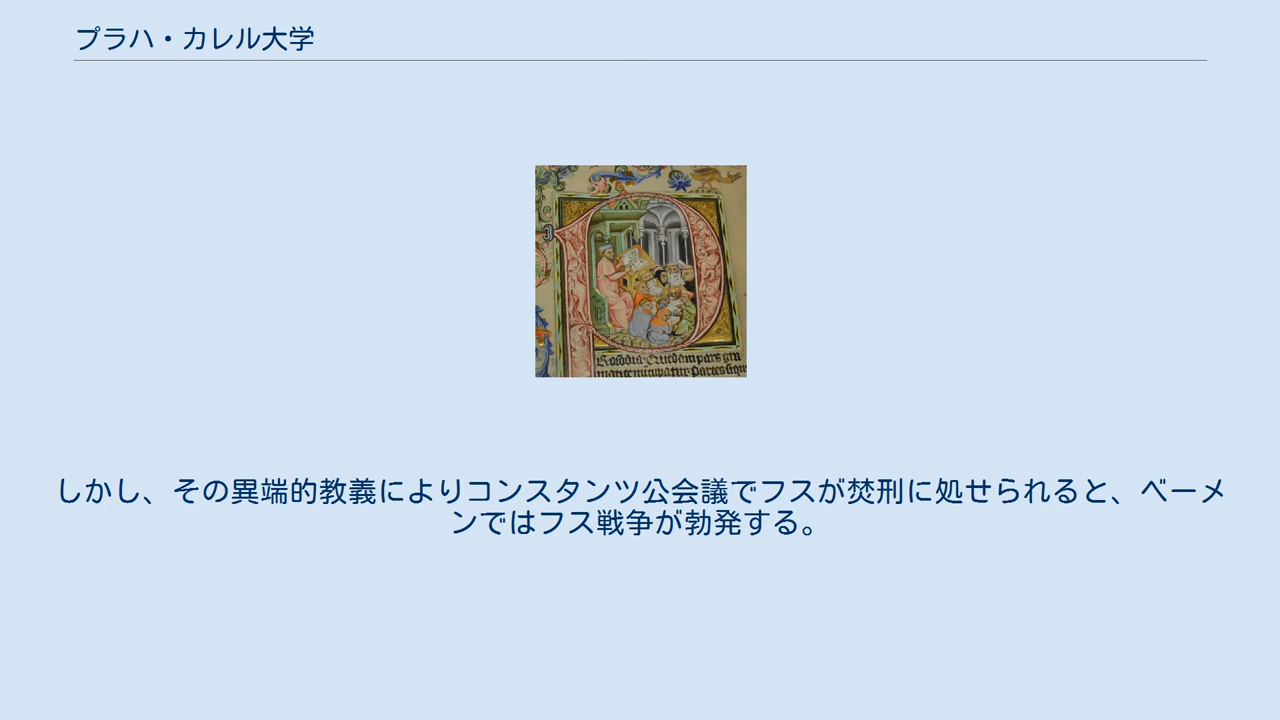 プラハ・カレル大学
しかし、その異端的教義によりコンスタンツ公会議でフスが焚刑に処せられると、ベーメ
ンではフス戦争が勃発する。